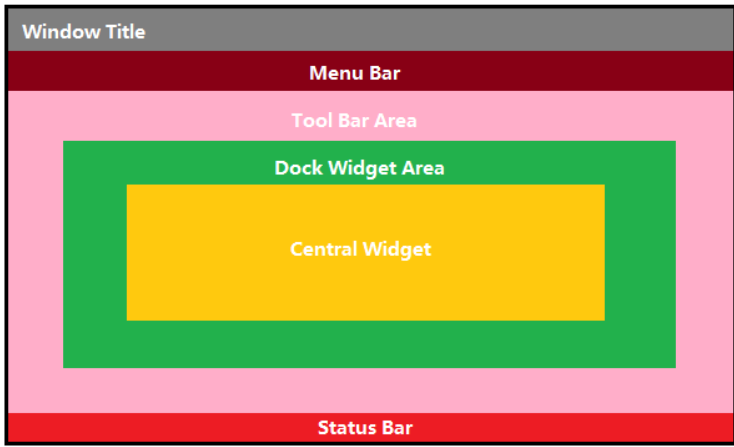 Window Title
Menu Bar
Tool Bar Area
Dock Widget Area
Central Widget
Status Bar